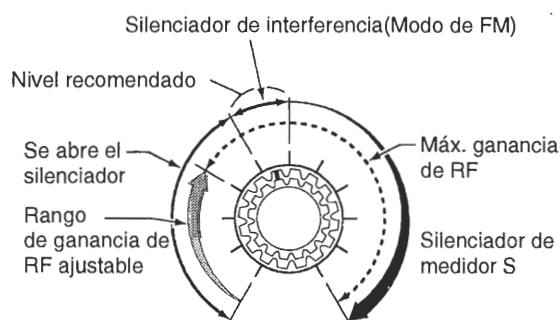 Silenciador de interferencia(Modo de FM)
Nivel recomendado
Se abre el
silenciador
Rango
de ganancia de
RF ajustable
Máx. ganancia
de RF
Silenciador de
medidor S